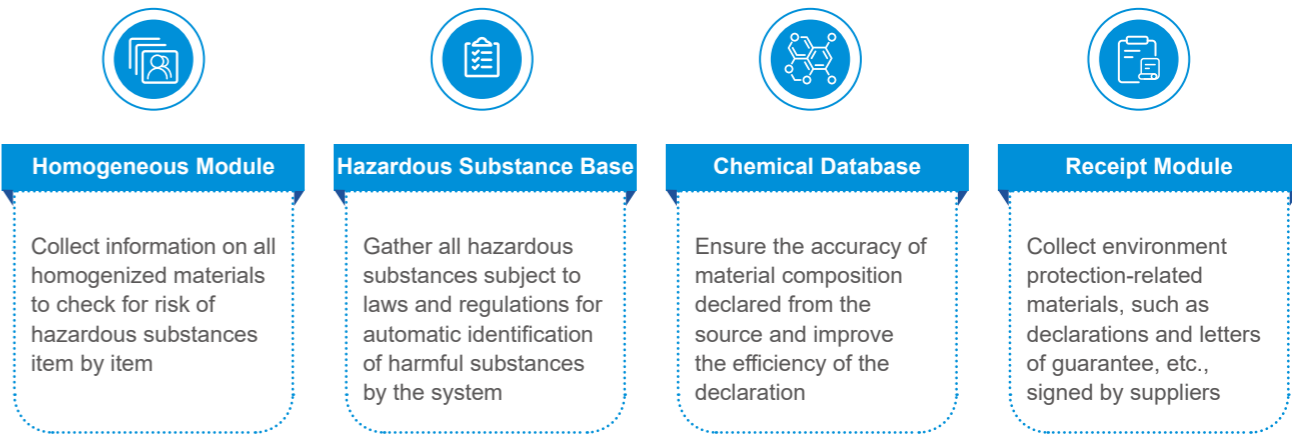 Homogeneous Module
Collect information on all
homogenized materials
to check for risk of
hazardous substances
item by item
Hazardous Substance Base
Gather all hazardous
substances subject to
laws and regulations for
automatic identification
of harmful substances
by the system
Chemical Database
Ensure the accuracy of
material composition
declared from the
source and improve
the efficiency of the
declaration
Receipt Module
Collect environment
protection-related
materials, such as
declarations and letters
of guarantee, etc.,
signed by suppliers